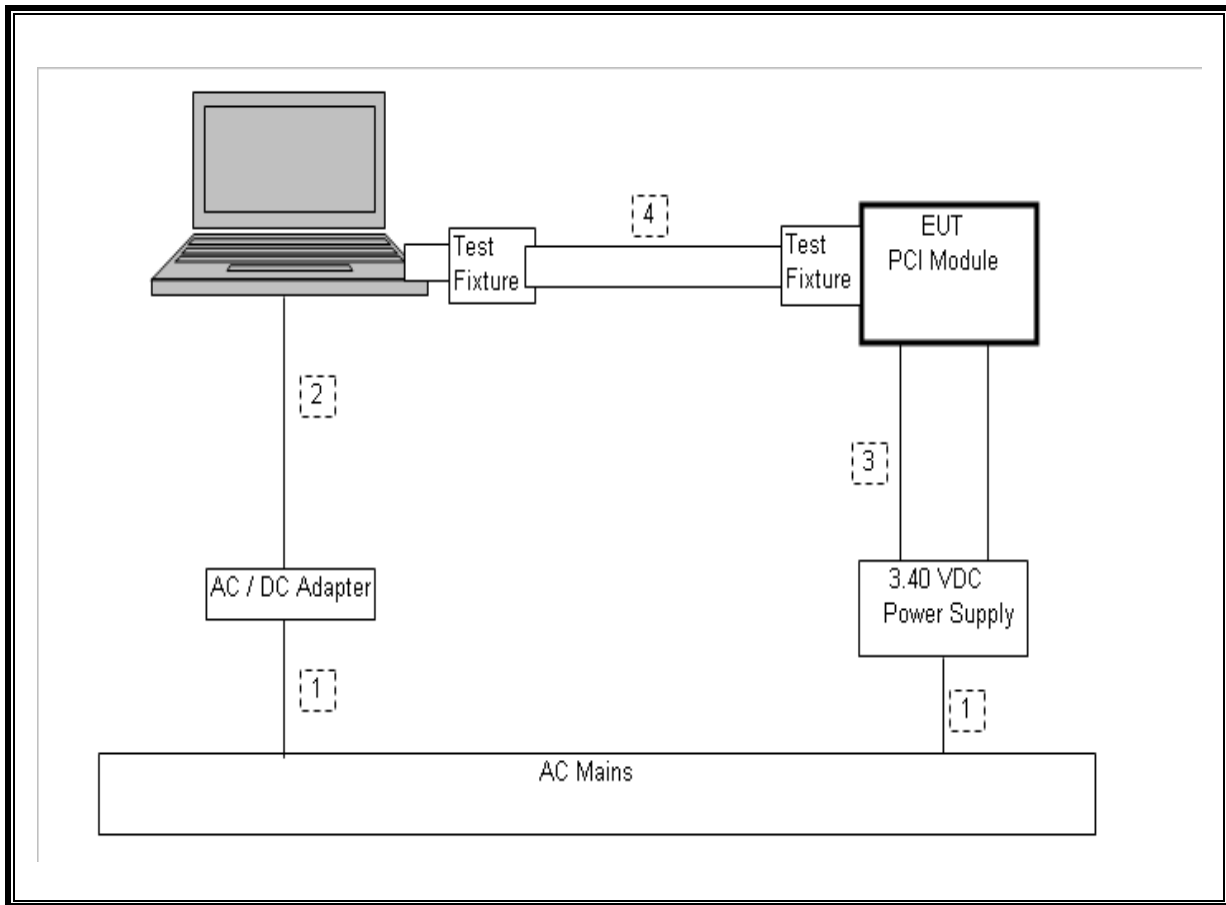 4
Test
Fixture
Test
Fixture
EUT
PCI Module
2
3
AC / DC Adapter
3.40 VDC
Power Supply
1
1
AC Mains